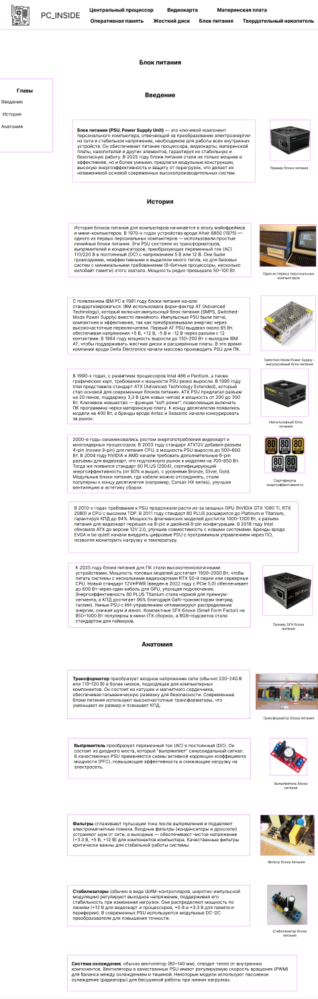 PC_INSIDE
Центральный процессор Видеокарта Материнская плата
Оперативная память Жесткий диск Блок питания Твердотельный накопитель
Блок питания
Главы
Введение
История
Анатомия
Введение
Блок питания (PSU, Power Supply Unit) — это ключевой компонент
персонального компьютера, отвечающий за преобразование электроэнергии
из сети в стабильное напряжение, необходимое для работы всех внутренних
устройств. Он обеспечивает питание процессора, видеокарты, материнской
платы, накопителей и других элементов, гарантируя их стабильную и
безопасную работу. В 2025 году блоки питания стали не только мощнее и
эффективнее, но и более умными, предлагая модульные конструкции,
высокую энергоэффективность и защиту от перегрузок, что делает их
незаменимой основой современных высокопроизводительных систем.
Пример блока питания
История
История блоков питания для компьютеров начинается в эпоху мэйнфреймов
и мини-компьютеров. В 1970-х годах устройства вроде Altair 8800 (1975) —
одного из первых персональных компьютеров — использовали простые
линейные блоки питания. Эти PSU состояли из трансформаторов,
выпрямителей и конденсаторов, преобразующих переменный ток (AC)
110/220 В в постоянный (DC) с напряжением 5 В или 12 В. Они были
громоздкими, неэффективными и выделяли много тепла, но для базовых
систем с минимальными требованиями (8-битные процессоры, несколько
килобайт памяти) этого хватало. Мощность редко превышала 50–100 Вт.
Один из первых персональных
компьютеров
С появлением IBM PC в 1981 году блоки питания начали
стандартизироваться. IBM использовала форм-фактор AT (Advanced
Technology), который включал импульсный блок питания (SMPS, Switched-
Mode Power Supply) вместо линейного. Импульсные PSU были легче,
компактнее и эффективнее, так как преобразовывали энергию через
высокочастотные переключатели. Первый AT PSU выдавал около 65 Вт,
обеспечивая напряжения +5 В, +12 В, -5 В и -12 В через разъем с 12
контактами. В 1984 году мощность выросла до 130–200 Вт с выходом IBM
AT, чтобы поддерживать жесткие диски и расширенные платы. В это время
компании вроде Delta Electronics начали массово производить PSU для ПК.
Switched-Mode Power Supply -
импульсивный блок питания
В 1990-х годах, с развитием процессоров Intel 486 и Pentium, а также
графических карт, требования к мощности PSU резко выросли. В 1995 году
Intel представила стандарт ATX (Advanced Technology Extended), который
стал основой для современных блоков питания. ATX PSU предлагал разъем
на 20 пинов, поддержку 3,3 В (для новых чипов) и мощность от 200 до 350
Вт. Ключевое новшество — функция "soft power", позволяющая включать
ПК программно через материнскую плату. К концу десятилетия появились
модели на 400 Вт, а бренды вроде Antec и Seasonic начали конкурировать
за рынок.
Импульсивный блок
питания
2000-е годы ознаменовались ростом энергопотребления видеокарт и
многоядерных процессоров. В 2003 году стандарт ATX12V добавил разъем
4-pin (позже 8-pin) для питания CPU, а мощность PSU выросла до 500–600
Вт. В 2004 году NVIDIA и AMD начали требовать дополнительные 6-pin
разъемы для видеокарт, что подтолкнуло рынок к моделям на 700–850 Вт.
Тогда же появился стандарт 80 PLUS (2004), сертифицирующий
энергоэффективность (от 80% и выше), с уровнями Bronze, Silver, Gold.
Модульные блоки питания, где кабели можно отсоединять, стали
популярны к концу десятилетия (например, Corsair HX series), улучшая
вентиляцию и эстетику сборок.
Сертификаты
энергоэффективности
В 2010-х годах требования к PSU продолжали расти из-за мощных GPU (NVIDIA GTX 1080 Ti, RTX
2080) и CPU с высоким TDP. В 2011 году стандарт 80 PLUS расширился до Platinum и Titanium,
гарантируя КПД до 94%. Мощность флагманских моделей достигла 1000–1200 Вт, а разъем
питания для видеокарт перешел на 8-pin и двойной 8-pin конфигурации. В 2018 году Intel
обновила ATX до версии 12V 2.0, улучшив совместимость с новыми системами. Бренды вроде
EVGA и be quiet! начали внедрять цифровые PSU с программным управлением через ПО,
позволяя мониторить нагрузку и температуру.
К 2025 году блоки питания для ПК стали высокотехнологичными
устройствами. Мощность топовых моделей достигает 1500–2000 Вт, чтобы
питать системы с несколькими видеокартами RTX 50-й серии или серверные
CPU. Новый стандарт 12VHPWR (введен в 2022 году с PCIe 5.0) обеспечивает
до 600 Вт через один кабель для GPU, упрощая подключение.
Энергоэффективность 80 PLUS Titanium стала нормой для премиум-
сегмента, а КПД достигает 96% благодаря GaN-транзисторам (нитрид
галлия). Умные PSU с ИИ-управлением оптимизируют распределение
энергии, снижая шум и износ. Компактные SFX-блоки (Small Form Factor) на
850–1000 Вт популярны в мини-ITX сборках, а RGB-подсветка стала
стандартом для геймеров.
Пример SFX-блока
питания
Анатомия
Трансформатор преобразует входное напряжение сети (обычно 220–240 В
или 110–120 В) в более низкое, подходящее для компьютерных
компонентов. Он состоит из катушек и магнитного сердечника,
обеспечивая гальваническую развязку для безопасности. Современные
блоки питания используют высокочастотные трансформаторы, что
уменьшает их размер и повышает КПД.
Трансформатор блока питания
Выпрямитель преобразует переменный ток (AC) в постоянный (DC). Он
состоит из диодного моста, который "выпрямляет" синусоидальный сигнал.
В качественных PSU применяются схемы активной коррекции коэффициента
мощности (PFC), повышающие эффективность и снижающие нагрузку на
электросеть.
Выпрямитель блока
питания
Фильтры сглаживают пульсации тока после выпрямления и подавляют
электромагнитные помехи. Входные фильтры (конденсаторы и дроссели)
устраняют шум от сети, а выходные — обеспечивают чистое напряжение
(+3.3 В, +5 В, +12 В) для компонентов компьютера. Качественные фильтры
критически важны для стабильной работы системы.
Фильтр блока питания
Стабилизаторы (обычно в виде ШИМ-контроллеров, широтно-импульсной
модуляции) регулируют выходное напряжение, поддерживая его
стабильность при изменении нагрузки. Они распределяют мощность по
линиям (+12 В для видеокарт и процессоров, +5 В и +3.3 В для памяти и
периферии). В современных PSU используются модульные DC-DC
преобразователи для повышения точности.
Стабилизатор блока
питания
Система охлаждения, обычно вентилятор (80–140 мм), отводит тепло от внутренних
компонентов. Вентиляторы в качественных PSU имеют регулируемую скорость вращения (PWM)
для баланса между охлаждением и тишиной. Некоторые модели используют пассивное
охлаждение (радиаторы) для бесшумной работы при низких нагрузках.